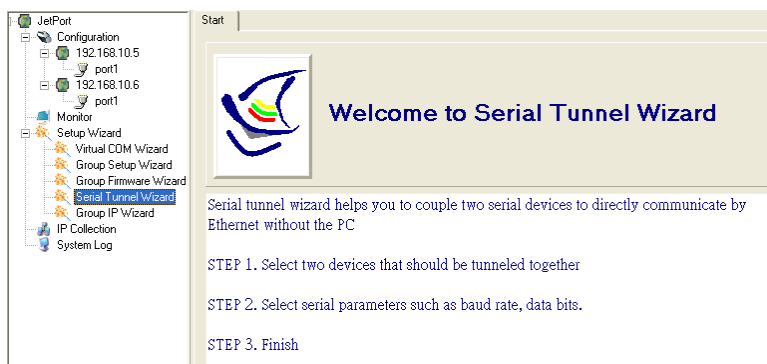 JetPort
Configuration
192.168.10.5
port1
192.168.10.6
port1
Monitor
Setup Wizard
Virtual COM Wizard
Group Setup Wizard
Group Firmware Wizard
Serial Tunnel Wizard
Group IP Wizard
IP Collection
System Log
Start
Welcome to Serial Tunnel Wizard
Serial tunnel wizard helps you to couple two serial devices to directly communicate by
Ethernet without the PC
STEP 1. Select two devices that should be tunneled together
STEP 2. Select serial parameters such as baud rate, data bits.
STEP 3. Finish